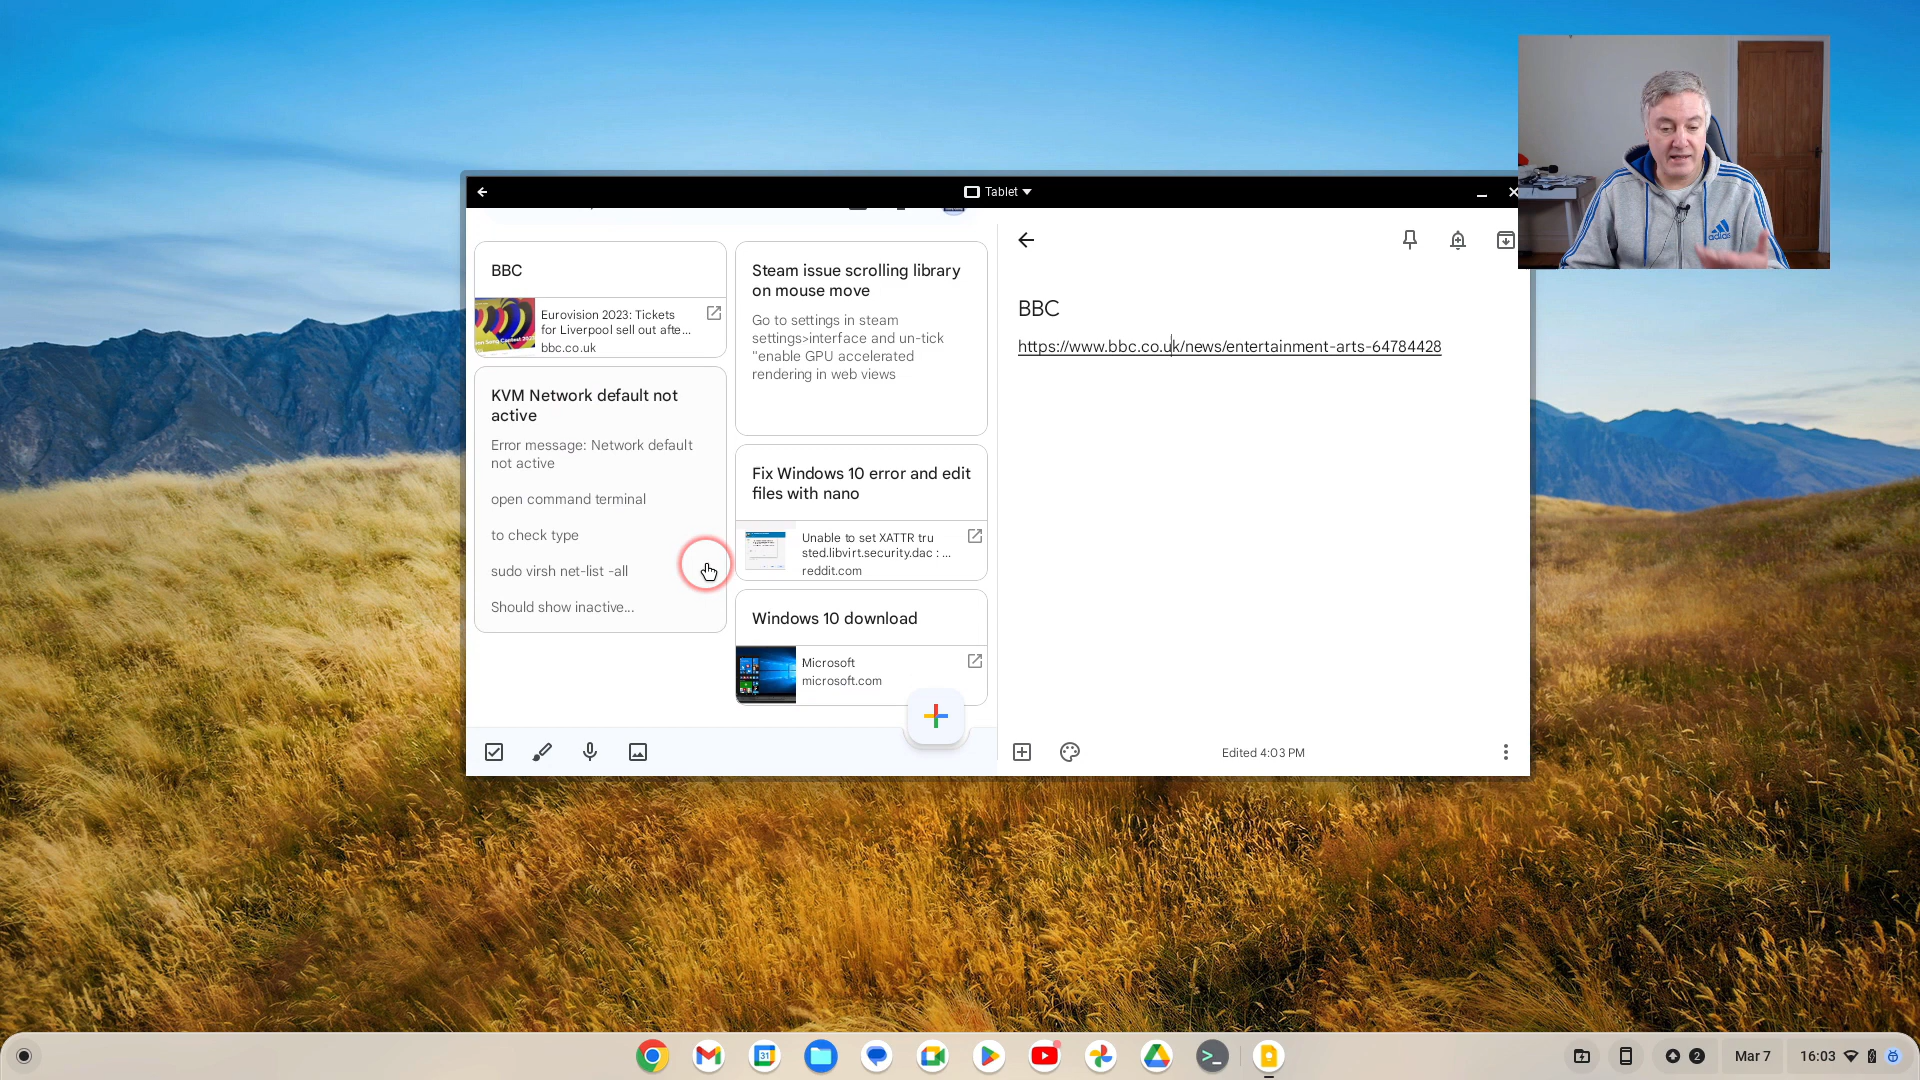 Tablet
BBC
Eurovision 2023: Tickets
for Liverpool sell out afte...
bbc.co.uk
KVM Network default not
active
Error message: Network default
not active
open command terminal
to check type
sudo virsh net-list -all
Should show inactive...
Steam issue scrolling library
on mouse move
Go to settings in steam
settings>interface and un-tick
"enable GPU accelerated
rendering in web views
Fix Windows 10 error and edit
files with nano
Unable to set XATTR tru
sted.libvirt.security.dac : ...
reddit.com
Windows 10 download
Microsoft
microsoft.com
BBC
https://www.bbc.co.uk/news/entertainment-arts-64784428
Edited 4:03 PM
adidas
31
2
Mar 7
16:03